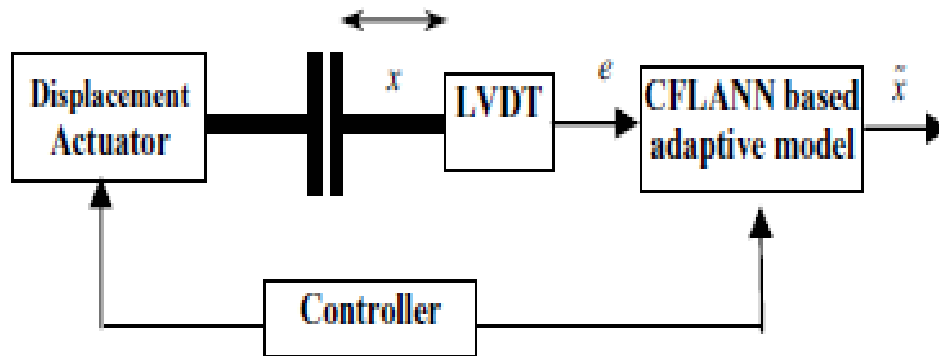 Displacement
Actuator
x
LVDT
e
CFLANN based
adaptive model
x̃
Controller